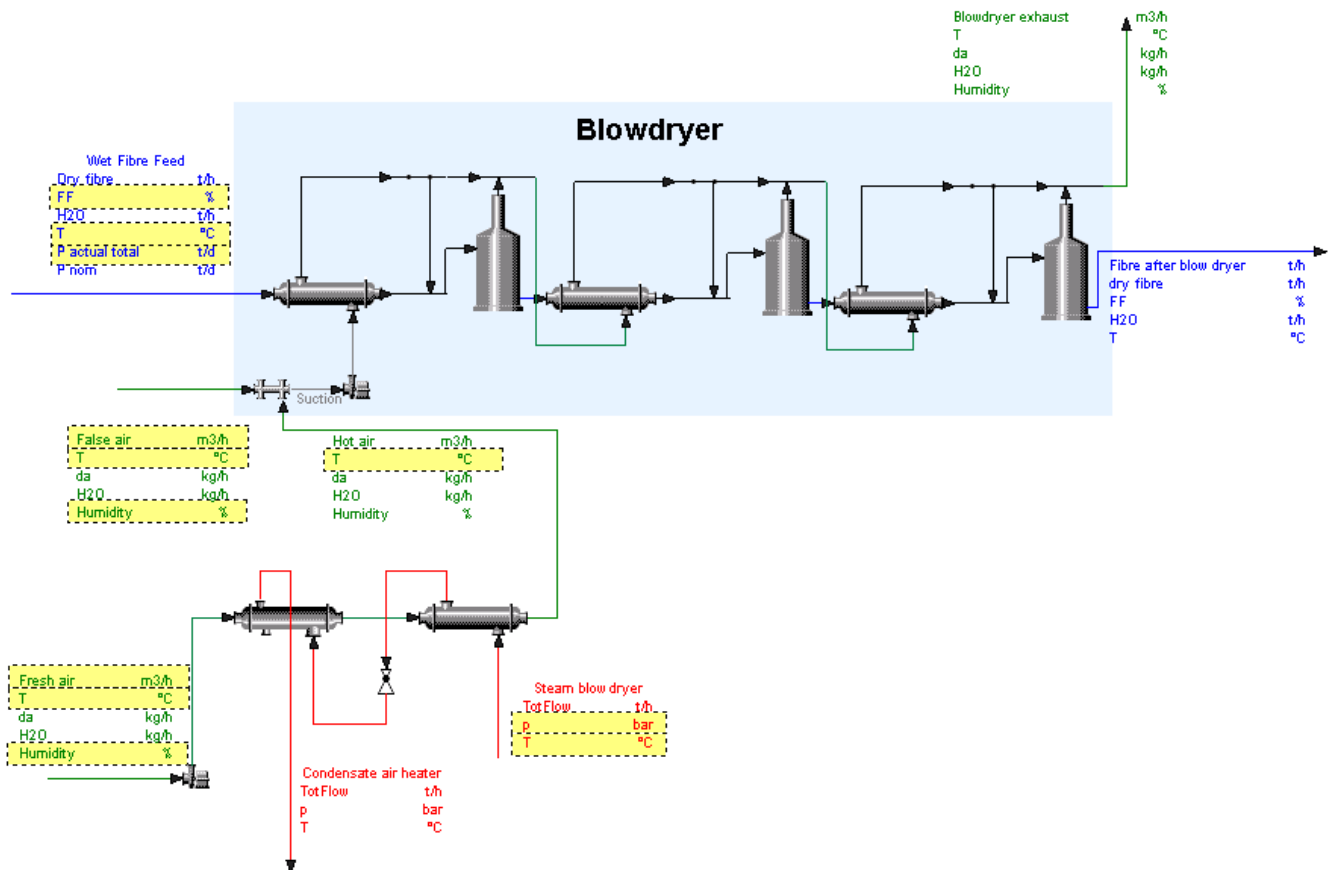 Blowdryer exhaust m3/h
T °C
da kg/h
H2O kg/h
Humidity %
Blowdryer
Wet Fibre Feed
Dry fibre t/h
FF %
H2O t/h
T °C
P actual total t/d
P nom t/d
Fibre after blow dryer t/h
dry fibre t/h
FF %
H2O t/h
T °C
Suction
False air m3/h
T °C
da kg/h
H2O kg/h
Humidity %
Hot air m3/h
T °C
da kg/h
H2O kg/h
Humidity %
Fresh air m3/h
T °C
da kg/h
H2O kg/h
Humidity %
Steam blow dryer
TotFlow t/h
p bar
T °C
Condensate air heater
TotFlow t/h
p bar
T °C